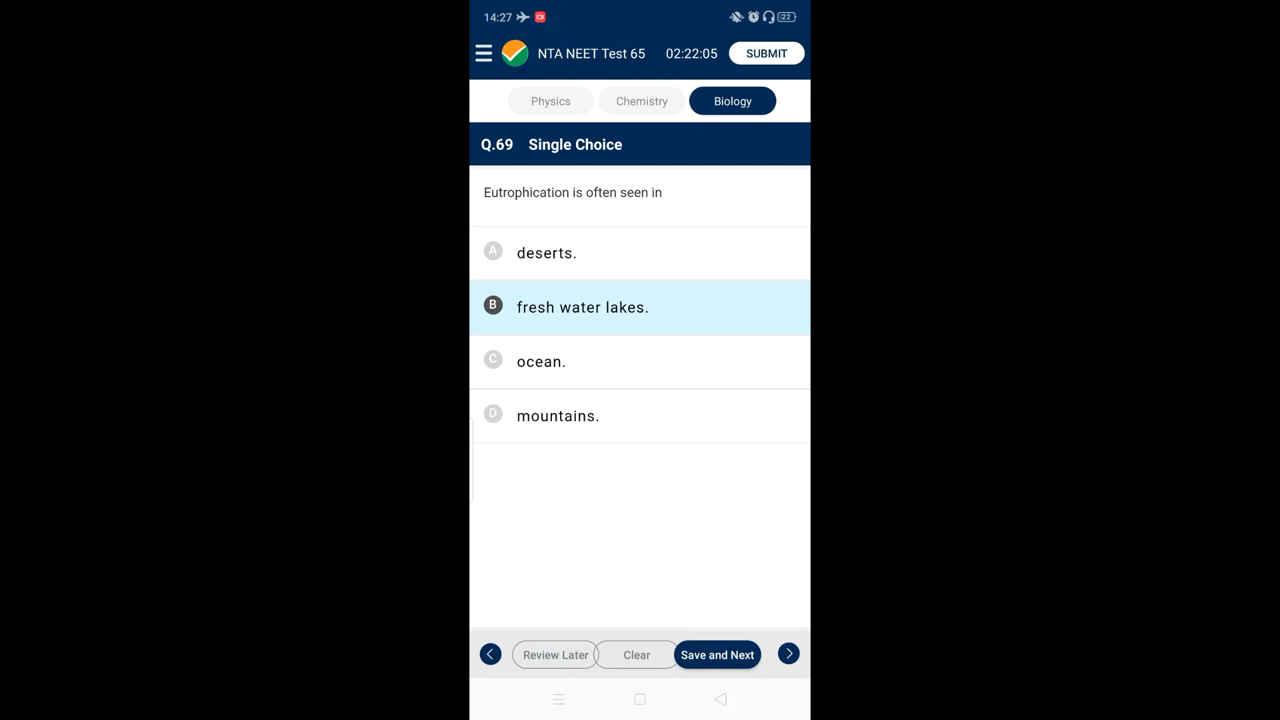 14:27 22
NTA NEET Test 65 02:22:05 SUBMIT
Physics Chemistry Biology
Q.69 Single Choice
Eutrophication is often seen in
A deserts.
B fresh water lakes.
C ocean.
D mountains.
Review Later Clear Save and Next